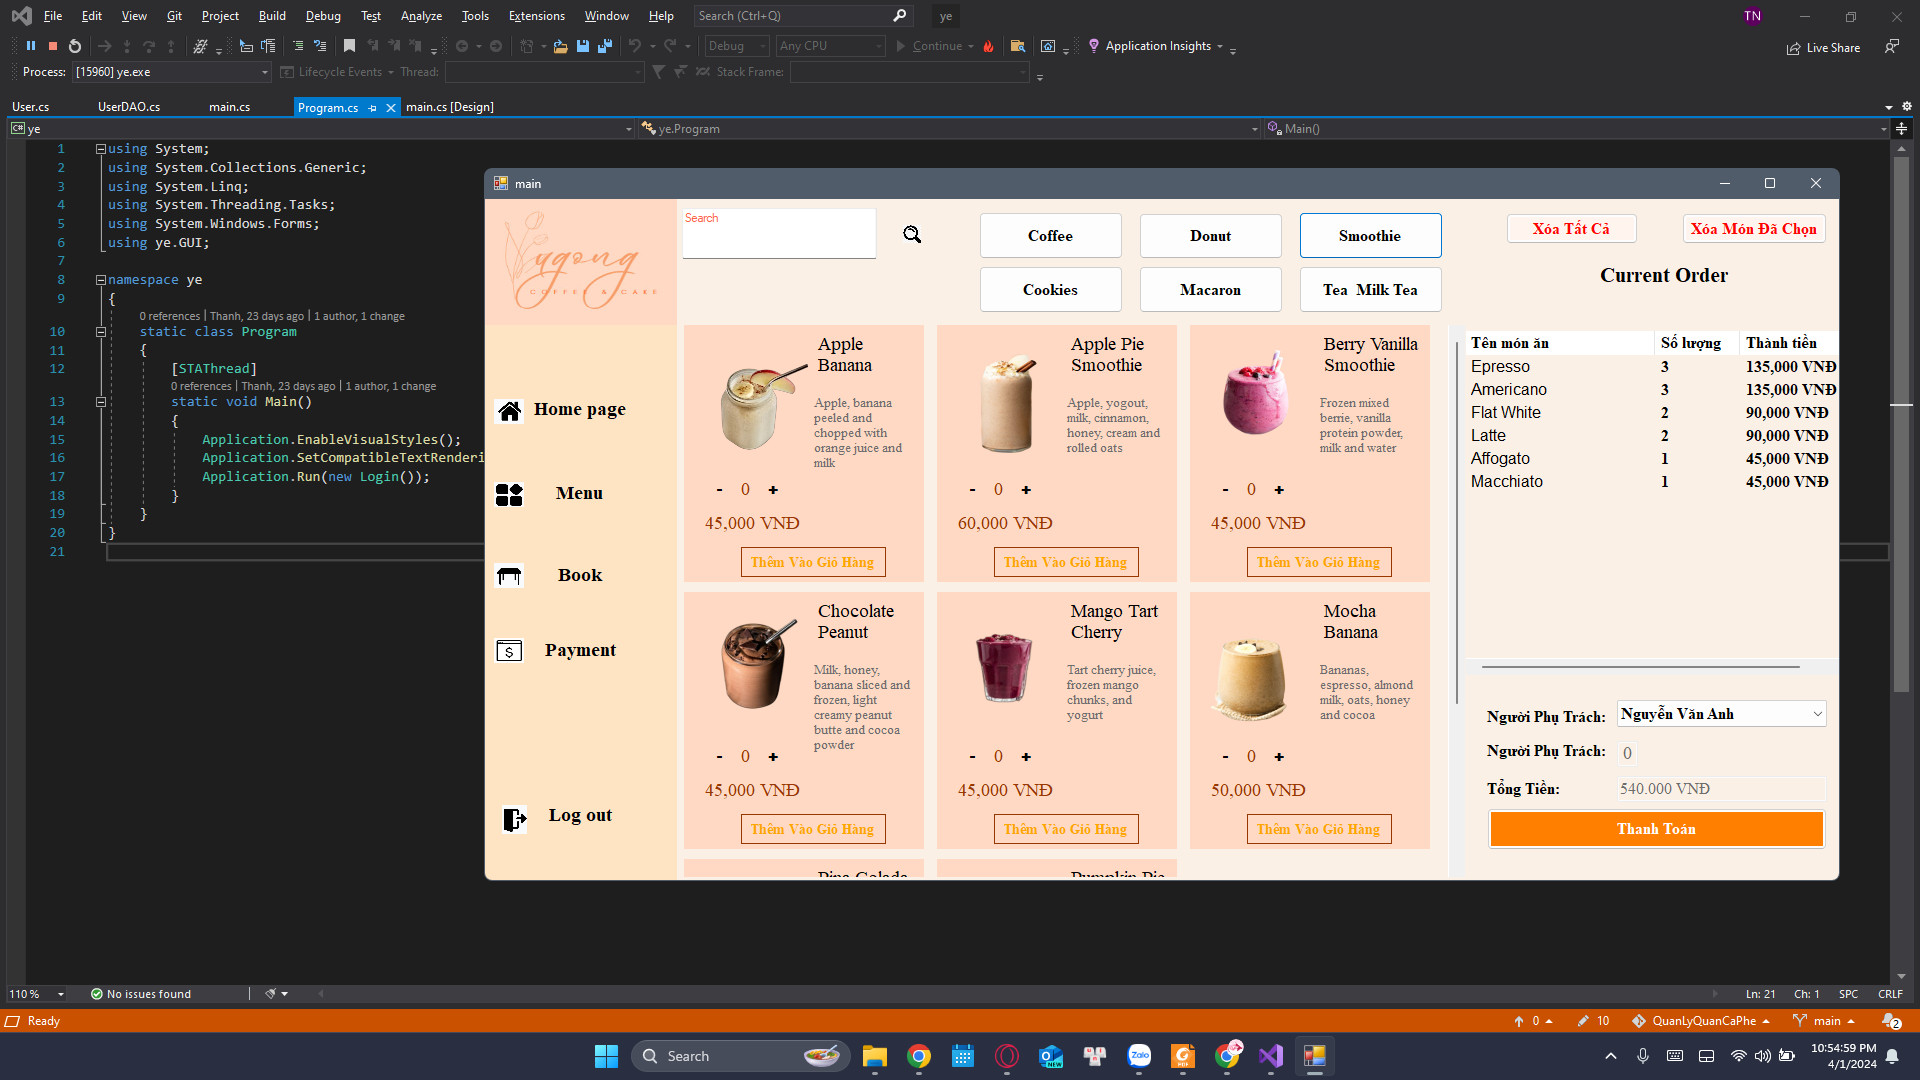 File Edit View Git Project Build Debug Test Analyze Tools Extensions Window Help Search (Ctrl+Q) ye TN
Debug Any CPU Continue Application Insights Live Share
Process: [15960] ye.exe Lifecycle Events Thread: Stack Frame:
User.cs UserDAO.cs main.cs Program.cs main.cs [Design]
C# ye ye.Program Main()
1 using System;
2 using System.Collections.Generic;
3 using System.Linq;
4 using System.Threading.Tasks;
5 using System.Windows.Forms;
6 using ye.GUI;
7
8 namespace ye
9 {
0 references | Thanh, 23 days ago | 1 author, 1 change
10 static class Program
11 {
12 [STAThread]
0 references | Thanh, 23 days ago | 1 author, 1 change
13 static void Main()
14 {
15 Application.EnableVisualStyles();
16 Application.SetCompatibleTextRenderi
17 Application.Run(new Login());
18 }
19 }
20 }
21
main
COFFEE & CAKE
Home page
Menu
Book
Payment
Log out
Search
Coffee Donut Smoothie
Cookies Macaron Tea Milk Tea
Apple
Banana
Apple, banana
peeled and
chopped with
orange juice and
milk
- 0 +
45,000 VNĐ
Thêm Vào Giỏ Hàng
Apple Pie
Smoothie
Apple, yogout,
milk, cinnamon,
honey, cream and
rolled oats
- 0 +
60,000 VNĐ
Thêm Vào Giỏ Hàng
Berry Vanilla
Smoothie
Frozen mixed
berrie, vanilla
protein powder,
milk and water
- 0 +
45,000 VNĐ
Thêm Vào Giỏ Hàng
Chocolate
Peanut
Milk, honey,
banana sliced and
frozen, light
creamy peanut
butte and cocoa
powder
- 0 +
45,000 VNĐ
Thêm Vào Giỏ Hàng
Mango Tart
Cherry
Tart cherry juice,
frozen mango
chunks, and
yogurt
- 0 +
45,000 VNĐ
Thêm Vào Giỏ Hàng
Mocha
Banana
Bananas,
espresso, almond
milk, oats, honey
and cocoa
- 0 +
50,000 VNĐ
Thêm Vào Giỏ Hàng
Pina Colada
Pumpkin Pie
Xóa Tất Cả Xóa Món Đã Chọn
Current Order
Tên món ăn Số lượng Thành tiền
Epresso 3 135,000 VNĐ
Americano 3 135,000 VNĐ
Flat White 2 90,000 VNĐ
Latte 2 90,000 VNĐ
Affogato 1 45,000 VNĐ
Macchiato 1 45,000 VNĐ
Người Phụ Trách: Nguyễn Văn Anh
Người Phụ Trách: 0
Tổng Tiền: 540.000 VNĐ
Thanh Toán
110 % No issues found Ln: 21 Ch: 1 SPC CRLF
Ready 0 10 QuanLyQuanCaPhe main 2
Search NEW Zalo PDF
10:54:59 PM
4/1/2024